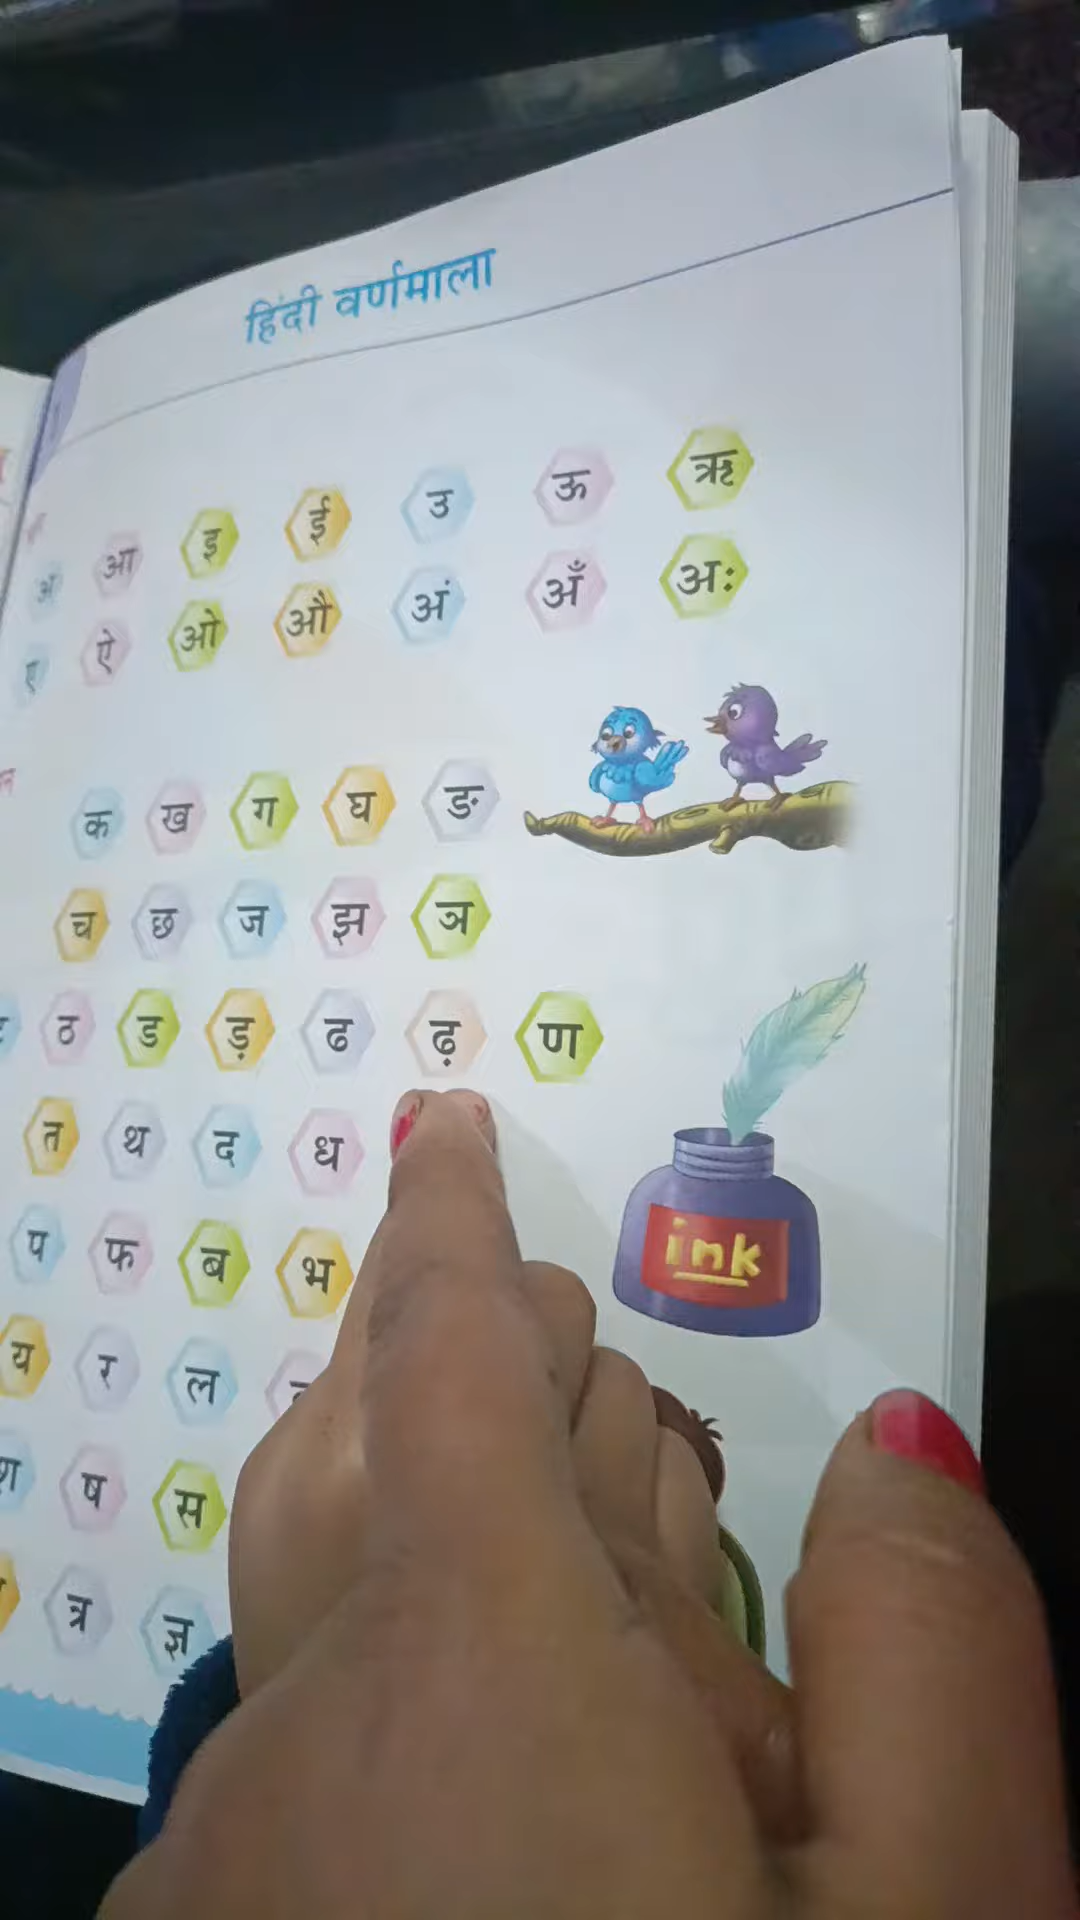 हिंदी वर्णमाला
अ आ इ ई उ ऊ ऋ
ए ऐ ओ औ अं अँ अः
क ख ग घ ङ
च छ ज झ ञ
ठ ड ड़ ढ ढ़ ण
त थ द ध
प फ ब भ
य र ल
श ष स
त्र ज्ञ
ink